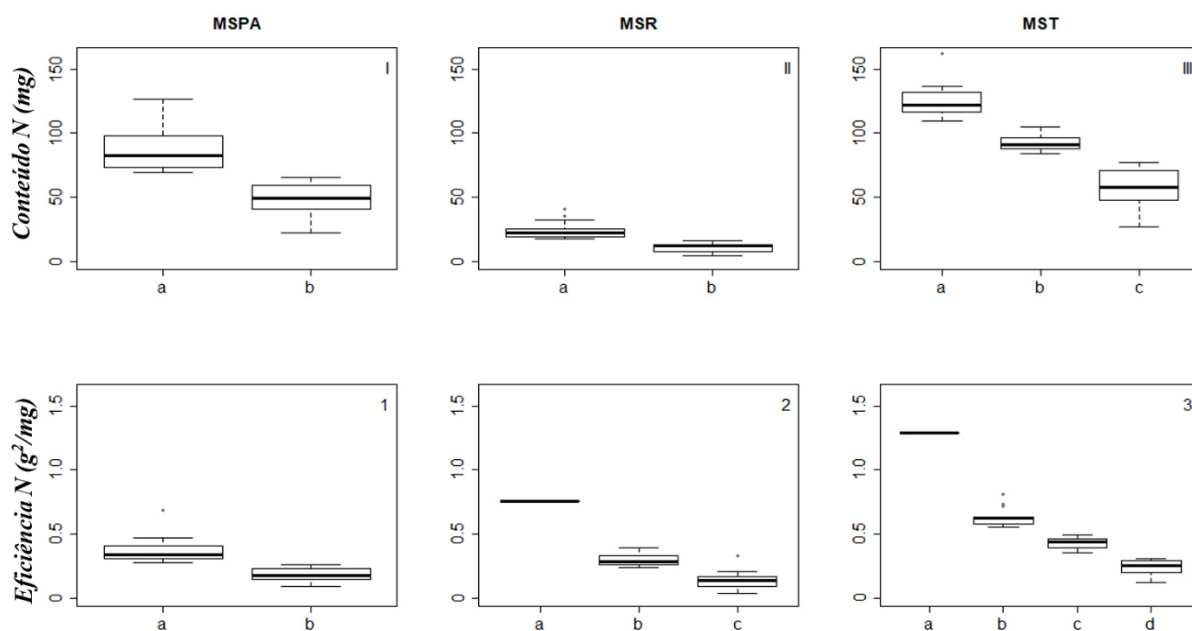 MSPA MSR MST
Conteúdo N (mg)
150 100 50 0
I
a b
150 100 50 0
II
a b
150 100 50 0
III
a b c
Eficiência N (g²/mg)
1.5 1.0 0.5 0
1
a b
1.5 1.0 0.5 0
2
a b c
1.5 1.0 0.5 0
3
a b c d